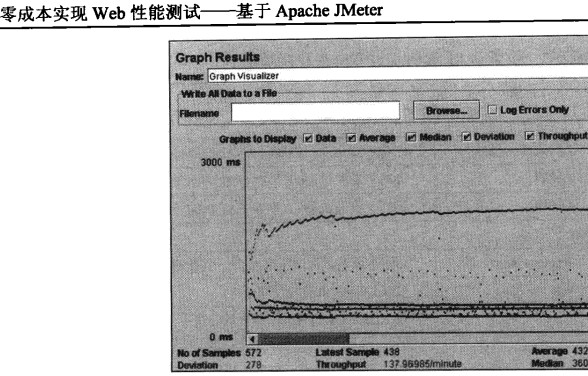 零成本实现 Web 性能测试——基于 Apache JMeter
Graph Results
Name: Graph Visualizer
Write All Data to a File
Filename Browse... Log Errors Only
Graphs to Display Data Average Median Deviation Throughput
3000 ms
0 ms
No of Samples 572 Latest Sample 438 Average 432
Deviation 278 Throughput 137.96985/minute Median 360